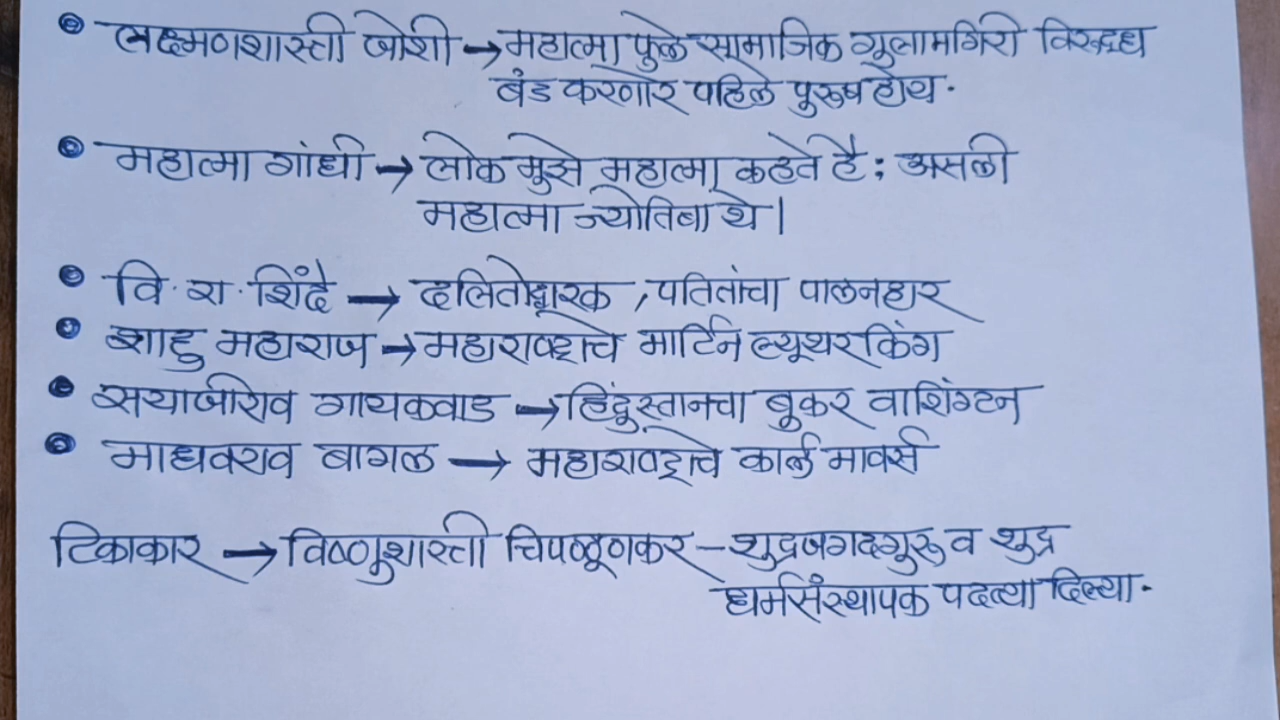 लक्ष्मणशास्त्री जोशी → महात्मा फुले सामाजिक गुलामगिरी विरुद्ध
बंड करणारे पहिले पुरुष होय.
महात्मा गांधी → लोक मुझे महात्मा कहते है; असली
महात्मा ज्योतिबा थे।
वि. रा. शिंदे → दलितोद्धारक, पतितांचा पालनहार
शाहु महाराज → महाराष्ट्राचे मार्टिन ल्यूथर किंग
सयाजीराव गायकवाड → हिंदुस्तानचा बूकर वाशिंग्टन
माधवराव बागल → महाराष्ट्राचे कार्ल मार्क्स
टिकाकार → विष्णुशास्त्री चिपळूणकर – शुद्रजगदगुरू व शुद्र
धर्मसंस्थापक पदव्या दिल्या.